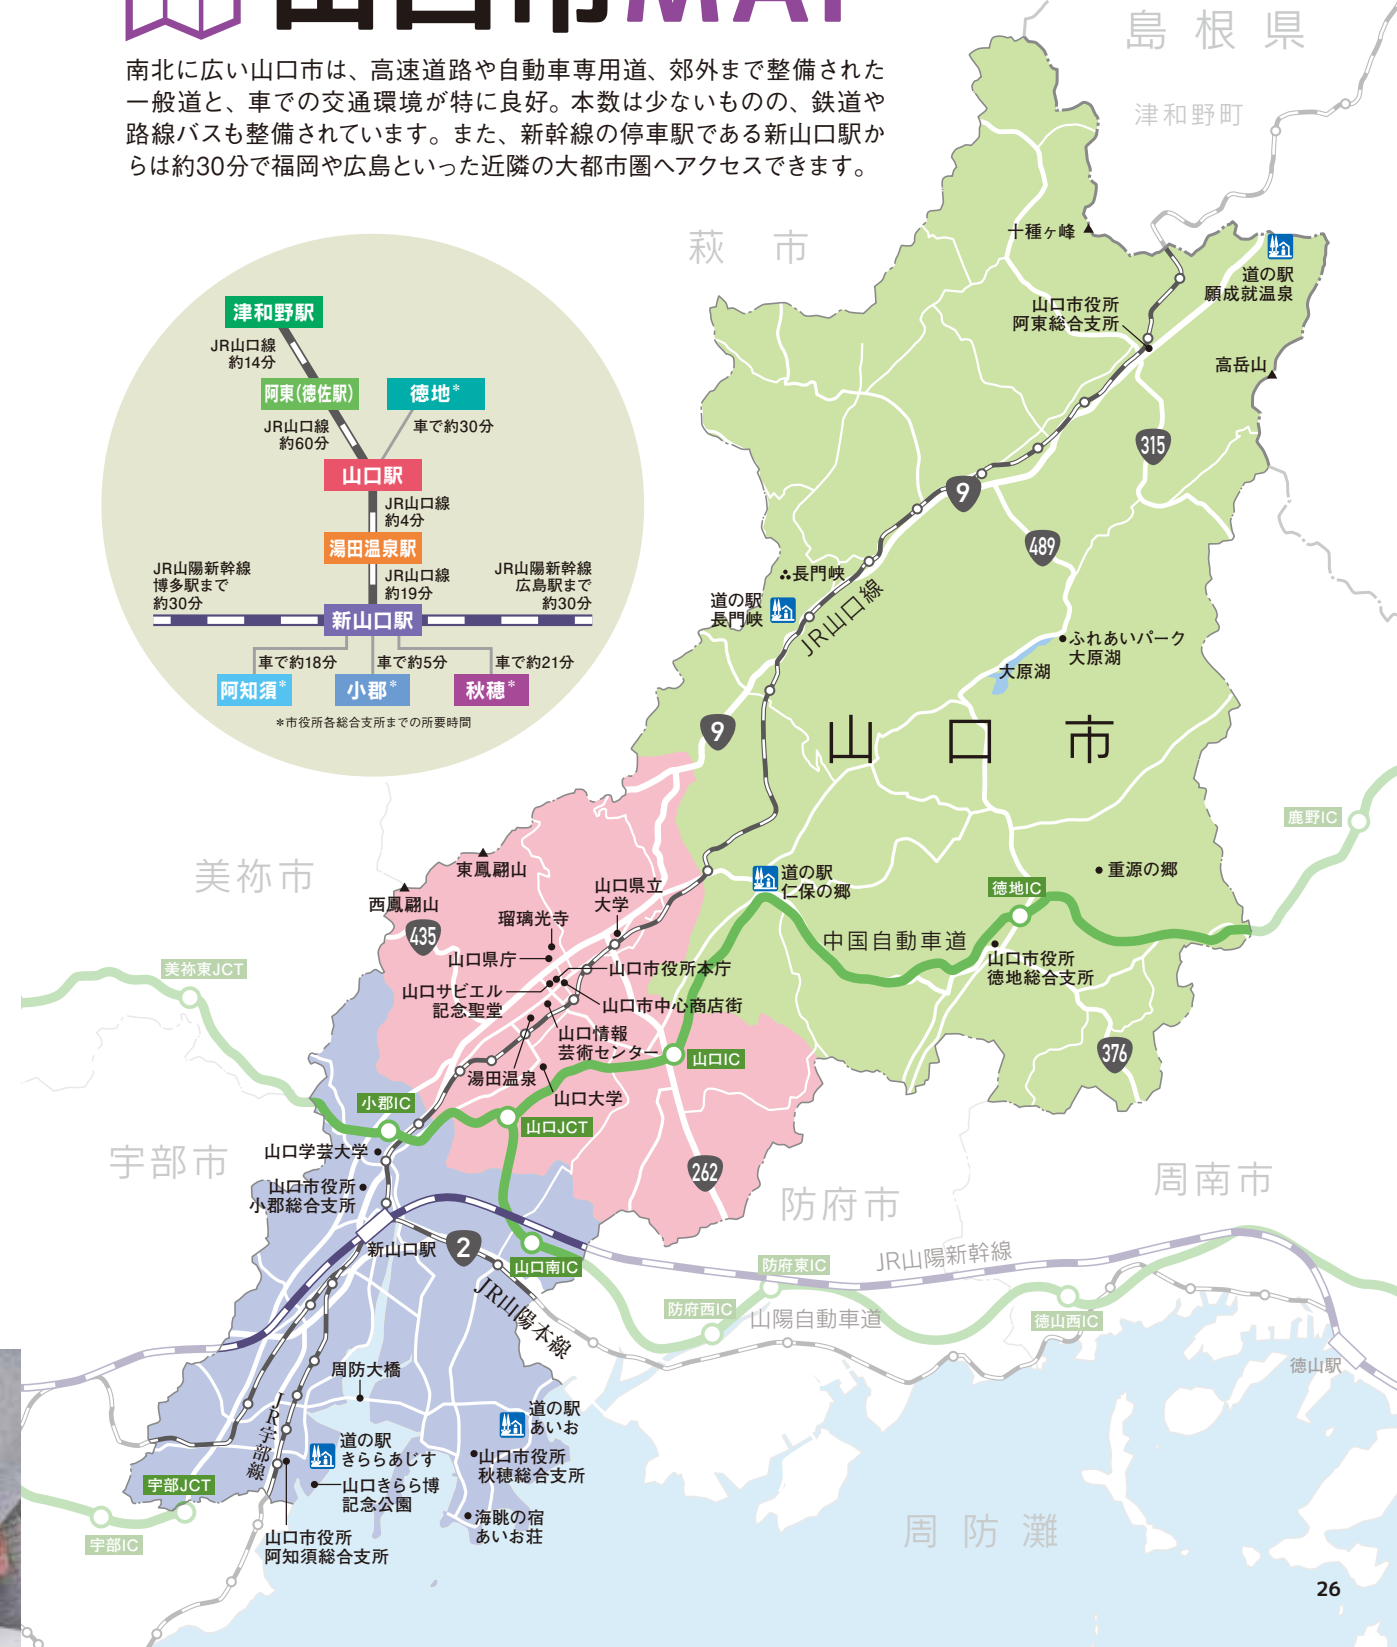 山口市MAP
南北に広い山口市は、高速道路や自動車専用道、郊外まで整備された
一般道と、車での交通環境が特に良好。本数は少ないものの、鉄道や
路線バスも整備されています。また、新幹線の停車駅である新山口駅か
らは約30分で福岡や広島といった近隣の大都市圏へアクセスできます。
島根県
津和野町
萩市
十種ヶ峰
道の駅
願成就温泉
山口市役所
阿東総合支所
高岳山
315
9
489
長門峡
道の駅
長門峡
JR山口線
ふれあいパーク
大原湖
大原湖
山口市
9
津和野駅
JR山口線
約14分
阿東(徳佐駅)
徳地*
JR山口線
約60分
車で約30分
山口駅
JR山口線
約4分
湯田温泉駅
JR山陽新幹線
博多駅まで
約30分
JR山口線
約19分
JR山陽新幹線
広島駅まで
約30分
新山口駅
車で約18分
車で約5分
車で約21分
阿知須*
小郡*
秋穂*
*市役所各総合支所までの所要時間
鹿野IC
美祢市
東鳳翩山
西鳳翩山
435
山口県立
大学
瑠璃光寺
山口県庁
山口市役所本庁
山口サビエル
記念聖堂
山口市中心商店街
山口情報
芸術センター
湯田温泉
山口大学
道の駅
仁保の郷
中国自動車道
徳地IC
重源の郷
山口市役所
徳地総合支所
376
美祢東JCT
山口IC
小郡IC
山口JCT
262
宇部市
山口学芸大学
山口市役所
小郡総合支所
防府市
周南市
新山口駅
2
山口南IC
JR山陽本線
JR山陽新幹線
防府東IC
防府西IC
山陽自動車道
徳山西IC
徳山駅
周防大橋
JR宇部線
道の駅
あいお
道の駅
きららあじす
山口市役所
秋穂総合支所
山口きらら博
記念公園
海眺の宿
あいお荘
宇部JCT
宇部IC
山口市役所
阿知須総合支所
周防灘
26